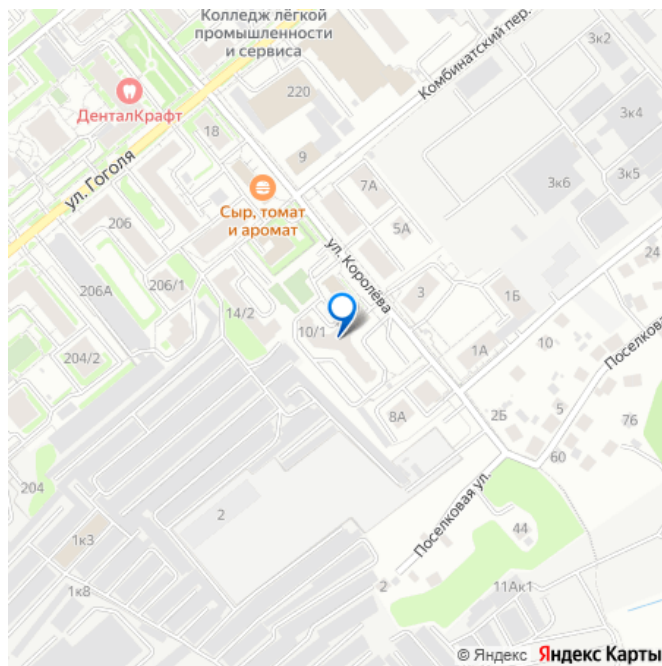 Колледж лёгкой
промышленности
и сервиса
Комбинатский пер.
3к2
220
ДенталКрафт
18
3к4
ул. Гоголя
9
7А
3к6
3к5
Сыр, томат
и аромат
206
5А
ул. Королёва
24
206А
206/1
3
1Б
14/2
10/1
Поселкова
204/2
1А
10
8А
2Б
5
7б
60
204
Поселковая ул.
2
44
1к3
1к8
2
11Ак1
© Яндекс Яндекс Карты